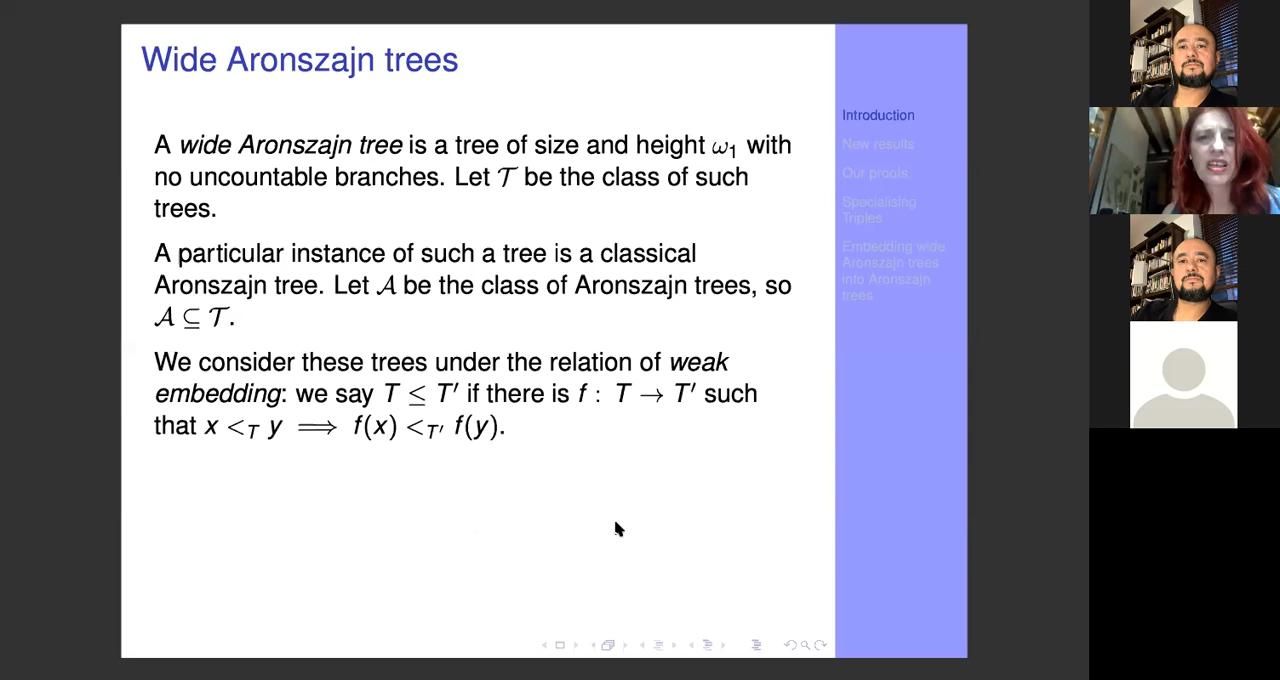 Wide Aronszajn trees
A wide Aronszajn tree is a tree of size and height ω₁ with
no uncountable branches. Let 𝒯 be the class of such
trees.
A particular instance of such a tree is a classical
Aronszajn tree. Let 𝒜 be the class of Aronszajn trees, so
𝒜 ⊆ 𝒯.
We consider these trees under the relation of weak
embedding: we say T ≤ T′ if there is f : T → T′ such
that x <_T y ⟹ f(x) <_T′ f(y).
Introduction
New results
Our proofs
Specialising
Triples
Embedding wide
Aronszajn trees
into Aronszajn
trees